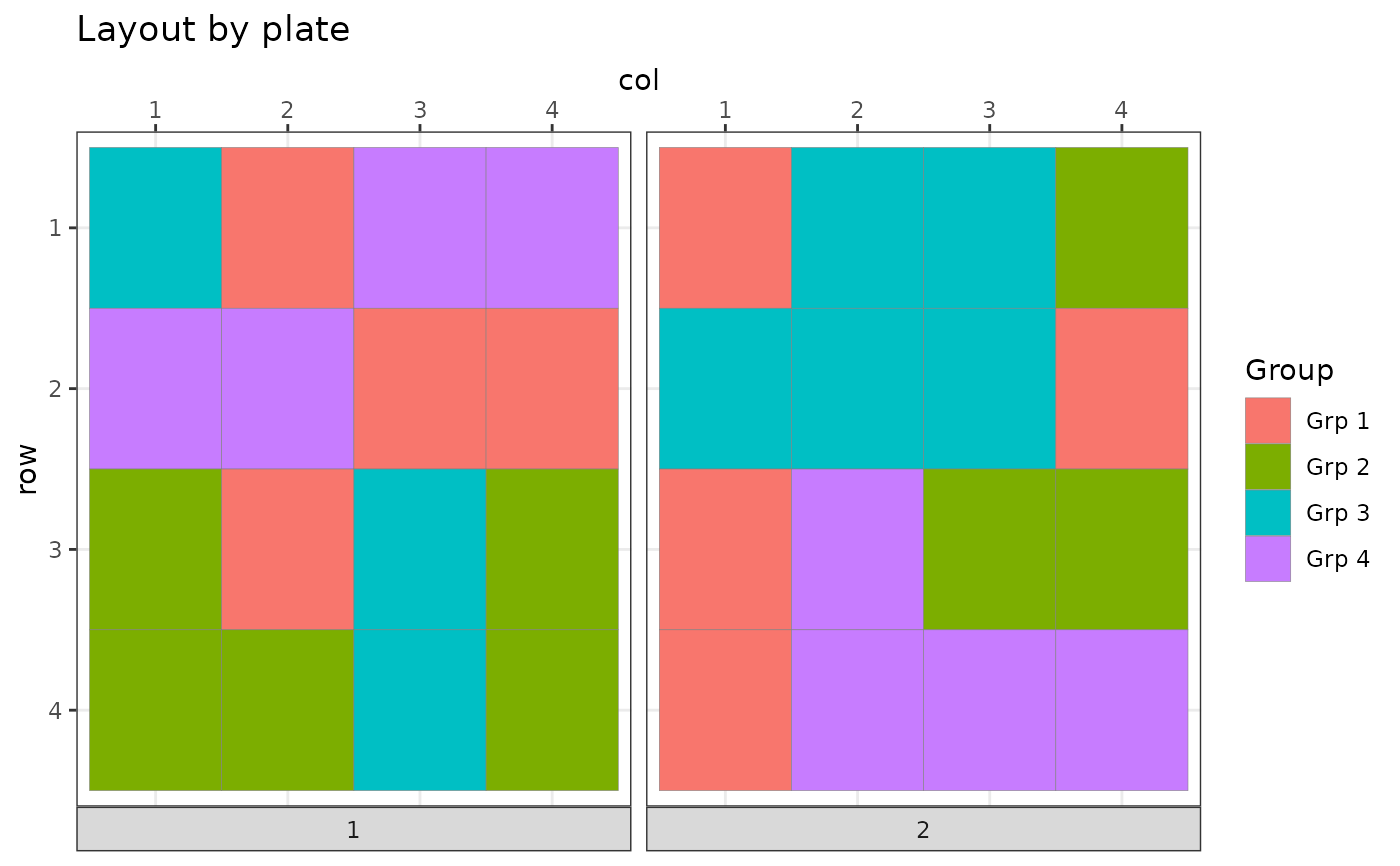 Layout by plate
col
1 2 3 4 1 2 3 4
1
2
3
4
row
Group
Grp 1
Grp 2
Grp 3
Grp 4
1 2